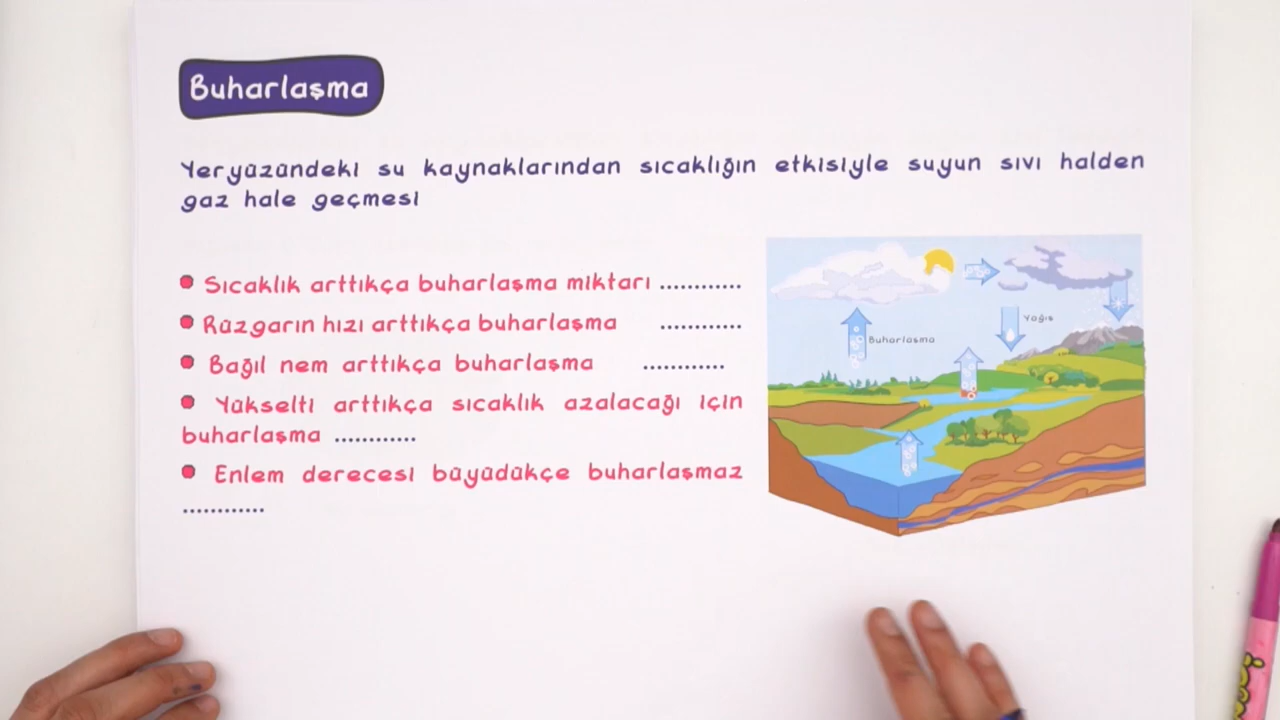 Buharlaşma
Yeryüzündeki su kaynaklarından sıcaklığın etkisiyle suyun sıvı halden
gaz hale geçmesi
Sıcaklık arttıkça buharlaşma miktarı ............
Rüzgarın hızı arttıkça buharlaşma ............
Bağıl nem arttıkça buharlaşma ............
Yükselti arttıkça sıcaklık azalacağı için
buharlaşma ............
Enlem derecesi büyüdükçe buharlaşmaz
............
Yağış
Buharlaşma